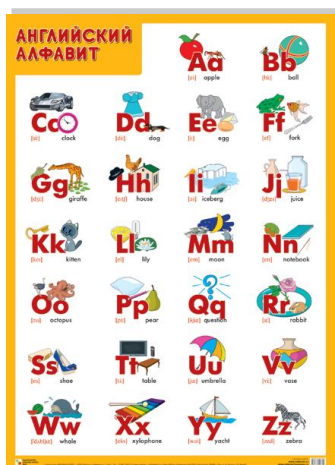 АНГЛИЙСКИЙ
АЛФАВИТ
Aa
apple
Bb
ball
Cc
clock
Dd
dog
Ee
egg
Ff
fork
Gg
giraffe
Hh
house
Ii
iceberg
Jj
juice
Kk
kitten
Ll
lily
Mm
moon
Nn
notebook
Oo
octopus
Pp
pear
Qq
question
Rr
rabbit
Ss
shoe
Tt
table
Uu
umbrella
Vv
vase
Ww
whale
Xx
xylophone
Yy
yacht
Zz
zebra